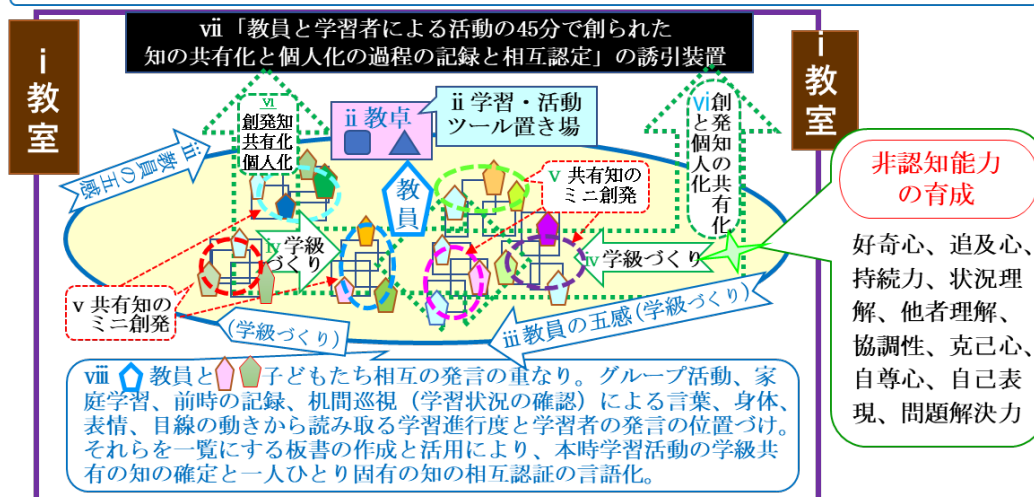 ⅶ「教員と学習者による活動の45分で創られた
知の共有化と個人化の過程の記録と相互認定」の誘引装置
ⅰ教室
ⅰ教室
ⅵ
創発知
共有化
個人化
ⅱ教卓
ⅱ学習・活動
ツール置き場
ⅵ創発知の共有化
と個人化
ⅲ
教員の五感
教員
ⅴ 共有知の
ミニ創発
ⅳ学級
づくり
ⅳ学級づくり
ⅴ共有知の
ミニ創発
(学級づくり)
ⅲ教員の五感(学級づくり)
非認知能力
の育成
好奇心、追及心、
持続力、状況理
解、他者理解、
協調性、克己心、
自尊心、自己表
現、問題解決力
ⅷ 教員と子どもたち相互の発言の重なり。グループ活動、家
庭学習、前時の記録、机間巡視（学習状況の確認）による言葉、身体、
表情、目線の動きから読み取る学習進行度と学習者の発言の位置づけ。
それらを一覧にする板書の作成と活用により、本時学習活動の学級共
有の知の確定と一人ひとり固有の知の相互認証の言語化。